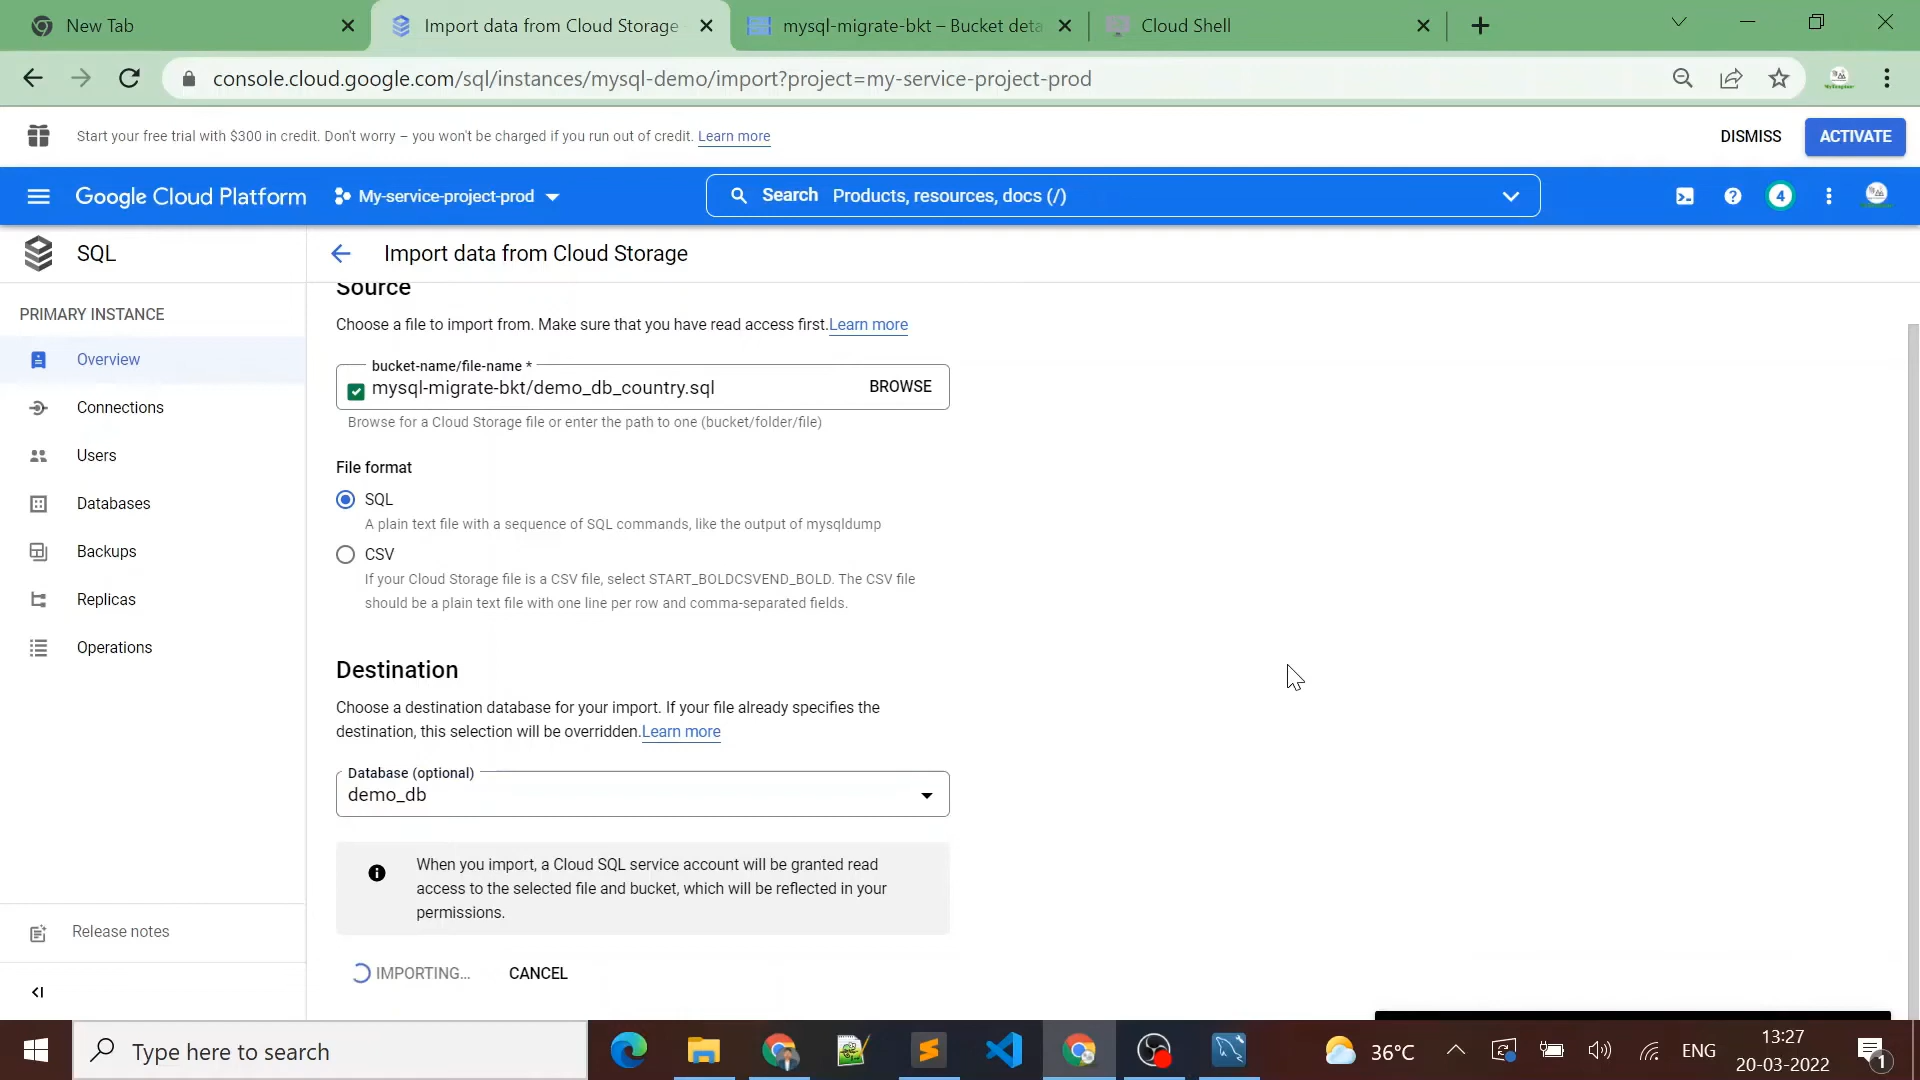 New Tab
Import data from Cloud Storage
mysql-migrate-bkt – Bucket deta
Cloud Shell
console.cloud.google.com/sql/instances/mysql-demo/import?project=my-service-project-prod
Start your free trial with $300 in credit. Don't worry – you won't be charged if you run out of credit. Learn more
DISMISS
ACTIVATE
Google Cloud Platform
My-service-project-prod
Search Products, resources, docs (/)
4
SQL
Import data from Cloud Storage
PRIMARY INSTANCE
Overview
Connections
Users
Databases
Backups
Replicas
Operations
Release notes
Source
Choose a file to import from. Make sure that you have read access first.Learn more
bucket-name/file-name *
mysql-migrate-bkt/demo_db_country.sql
BROWSE
Browse for a Cloud Storage file or enter the path to one (bucket/folder/file)
File format
SQL
A plain text file with a sequence of SQL commands, like the output of mysqldump
CSV
If your Cloud Storage file is a CSV file, select START_BOLDCSVEND_BOLD. The CSV file
should be a plain text file with one line per row and comma-separated fields.
Destination
Choose a destination database for your import. If your file already specifies the
destination, this selection will be overridden.Learn more
Database (optional)
demo_db
When you import, a Cloud SQL service account will be granted read
access to the selected file and bucket, which will be reflected in your
permissions.
IMPORTING...
CANCEL
Type here to search
36°C
ENG
13:27
20-03-2022
1